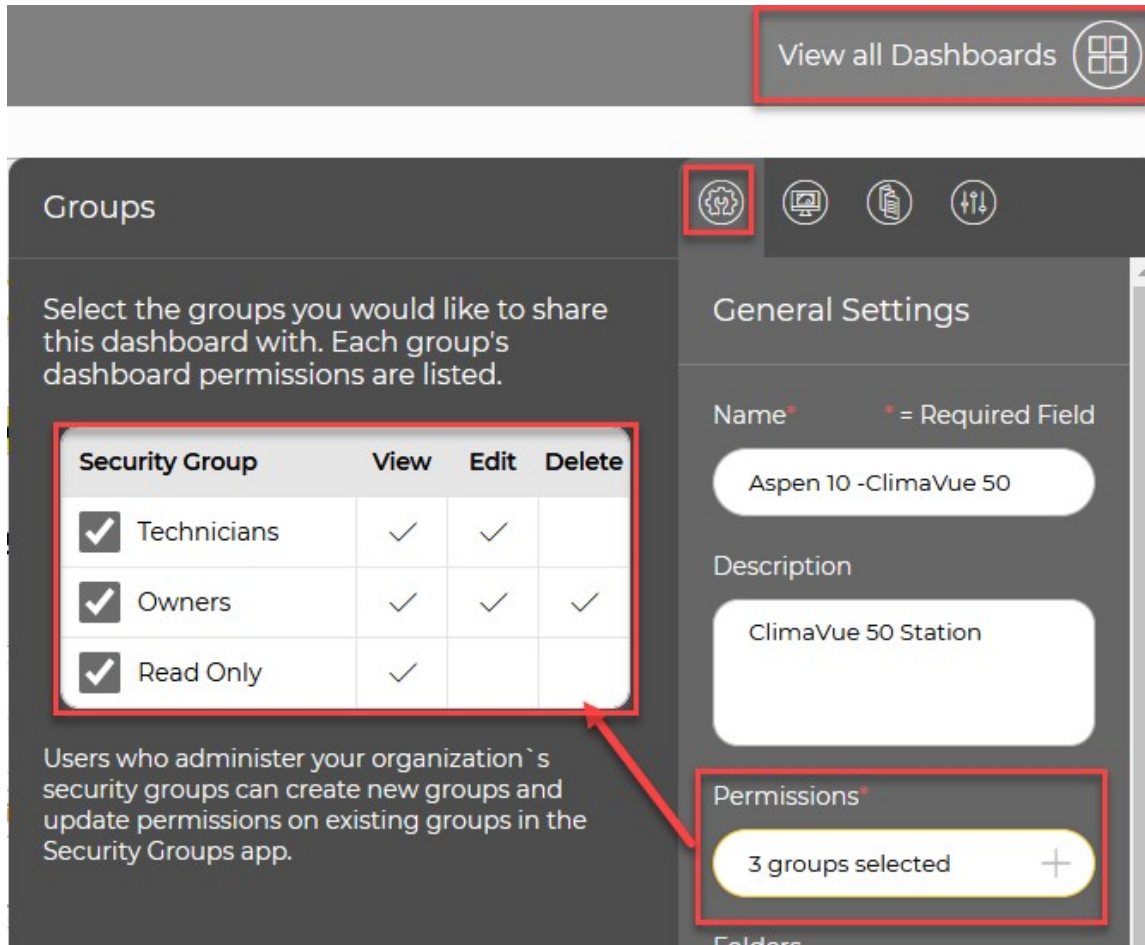 View all Dashboards
Groups
Select the groups you would like to share
this dashboard with. Each group's
dashboard permissions are listed.
Security Group View Edit Delete
Technicians
Owners
Read Only
Users who administer your organization`s
security groups can create new groups and
update permissions on existing groups in the
Security Groups app.
General Settings
Name* * = Required Field
Aspen 10 -ClimaVue 50
Description
ClimaVue 50 Station
Permissions*
3 groups selected
Folders